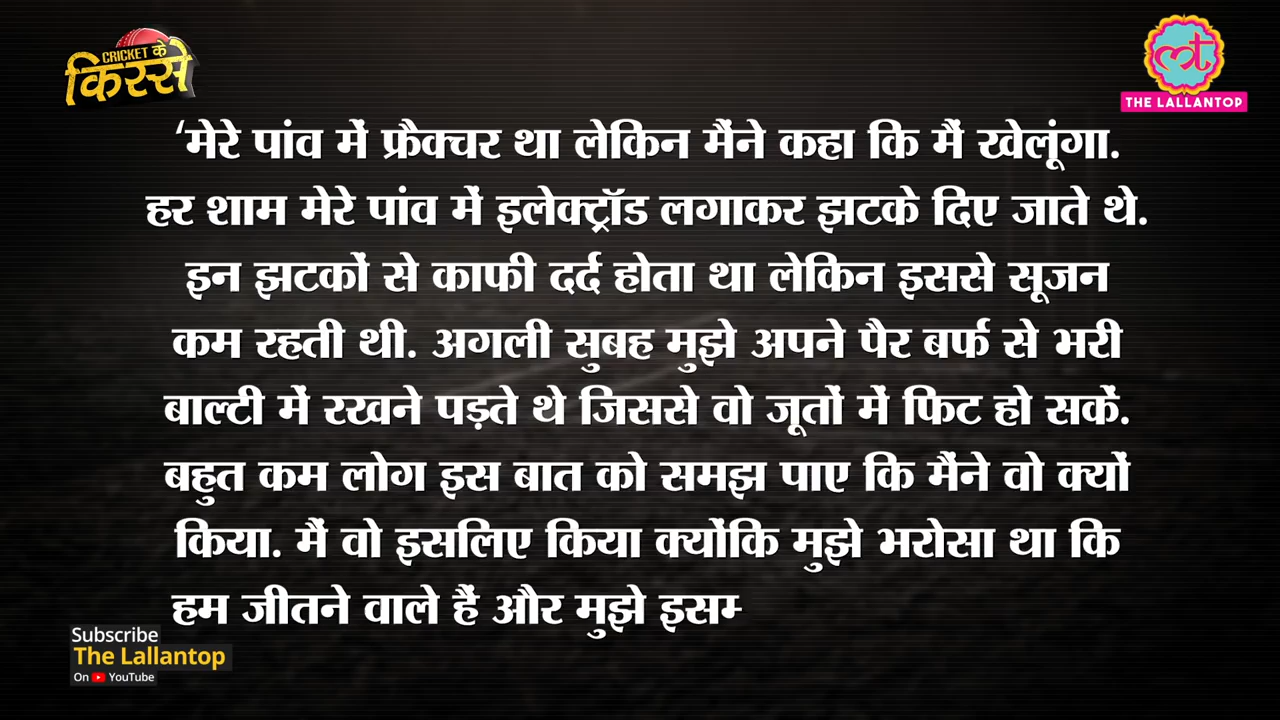 CRICKET के
किस्से
THE LALLANTOP
‘मेरे पांव में फ्रैक्चर था लेकिन मैंने कहा कि मैं खेलूंगा.
हर शाम मेरे पांव में इलेक्ट्रॉड लगाकर झटके दिए जाते थे.
इन झटकों से काफी दर्द होता था लेकिन इससे सूजन
कम रहती थी. अगली सुबह मुझे अपने पैर बर्फ से भरी
बाल्टी में रखने पड़ते थे जिससे वो जूतों में फिट हो सकें.
बहुत कम लोग इस बात को समझ पाए कि मैंने वो क्यों
किया. मैं वो इसलिए किया क्योंकि मुझे भरोसा था कि
हम जीतने वाले हैं और मुझे
Subscribe
The Lallantop
On YouTube